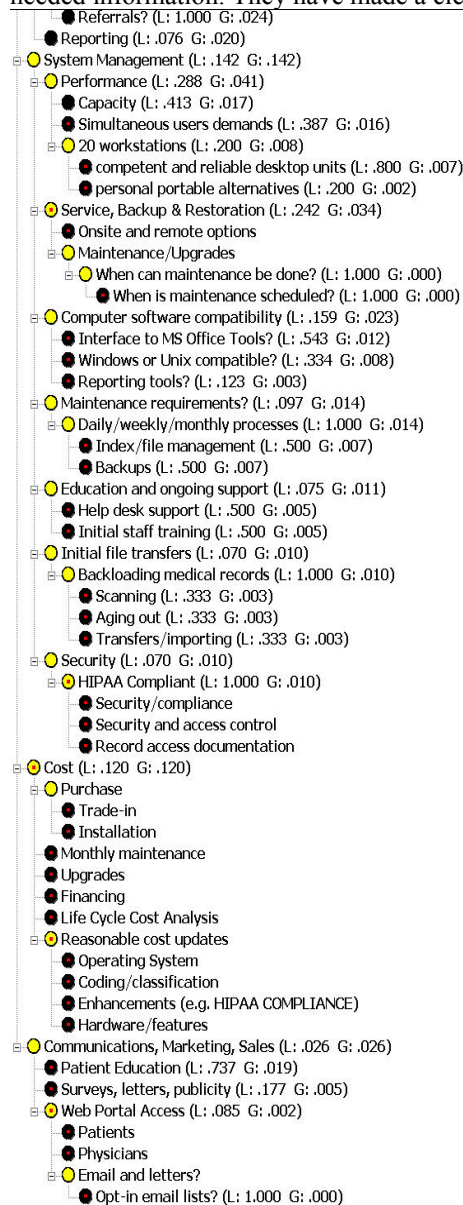 needed information. They have made a
Referrals? (L: 1.000 G: .024)
Reporting (L: .076 G: .020)
System Management (L: .142 G: .142)
Performance (L: .288 G: .041)
Capacity (L: .413 G: .017)
Simultaneous users demands (L: .387 G: .016)
20 workstations (L: .200 G: .008)
competent and reliable desktop units (L: .800 G: .007)
personal portable alternatives (L: .200 G: .002)
Service, Backup & Restoration (L: .242 G: .034)
Onsite and remote options
Maintenance/Upgrades
When can maintenance be done? (L: 1.000 G: .000)
When is maintenance scheduled? (L: 1.000 G: .000)
Computer software compatibility (L: .159 G: .023)
Interface to MS Office Tools? (L: .543 G: .012)
Windows or Unix compatible? (L: .334 G: .008)
Reporting tools? (L: .123 G: .003)
Maintenance requirements? (L: .097 G: .014)
Daily/weekly/monthly processes (L: 1.000 G: .014)
Index/file management (L: .500 G: .007)
Backups (L: .500 G: .007)
Education and ongoing support (L: .075 G: .011)
Help desk support (L: .500 G: .005)
Initial staff training (L: .500 G: .005)
Initial file transfers (L: .070 G: .010)
Backloading medical records (L: 1.000 G: .010)
Scanning (L: .333 G: .003)
Aging out (L: .333 G: .003)
Transfers/importing (L: .333 G: .003)
Security (L: .070 G: .010)
HIPAA Compliant (L: 1.000 G: .010)
Security/compliance
Security and access control
Record access documentation
Cost (L: .120 G: .120)
Purchase
Trade-in
Installation
Monthly maintenance
Upgrades
Financing
Life Cycle Cost Analysis
Reasonable cost updates
Operating System
Coding/classification
Enhancements (e.g. HIPAA COMPLIANCE)
Hardware/features
Communications, Marketing, Sales (L: .026 G: .026)
Patient Education (L: .737 G: .019)
Surveys, letters, publicity (L: .177 G: .005)
Web Portal Access (L: .085 G: .002)
Patients
Physicians
Email and letters?
Opt-in email lists? (L: 1.000 G: .000)